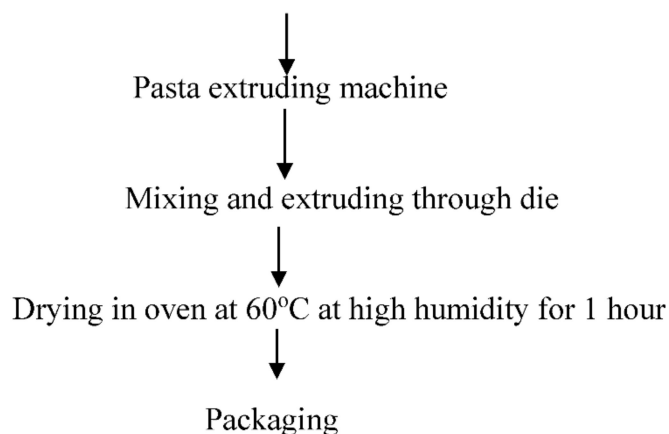 Pasta extruding machine
Mixing and extruding through die
Drying in oven at 60°C at high humidity for 1 hour
Packaging